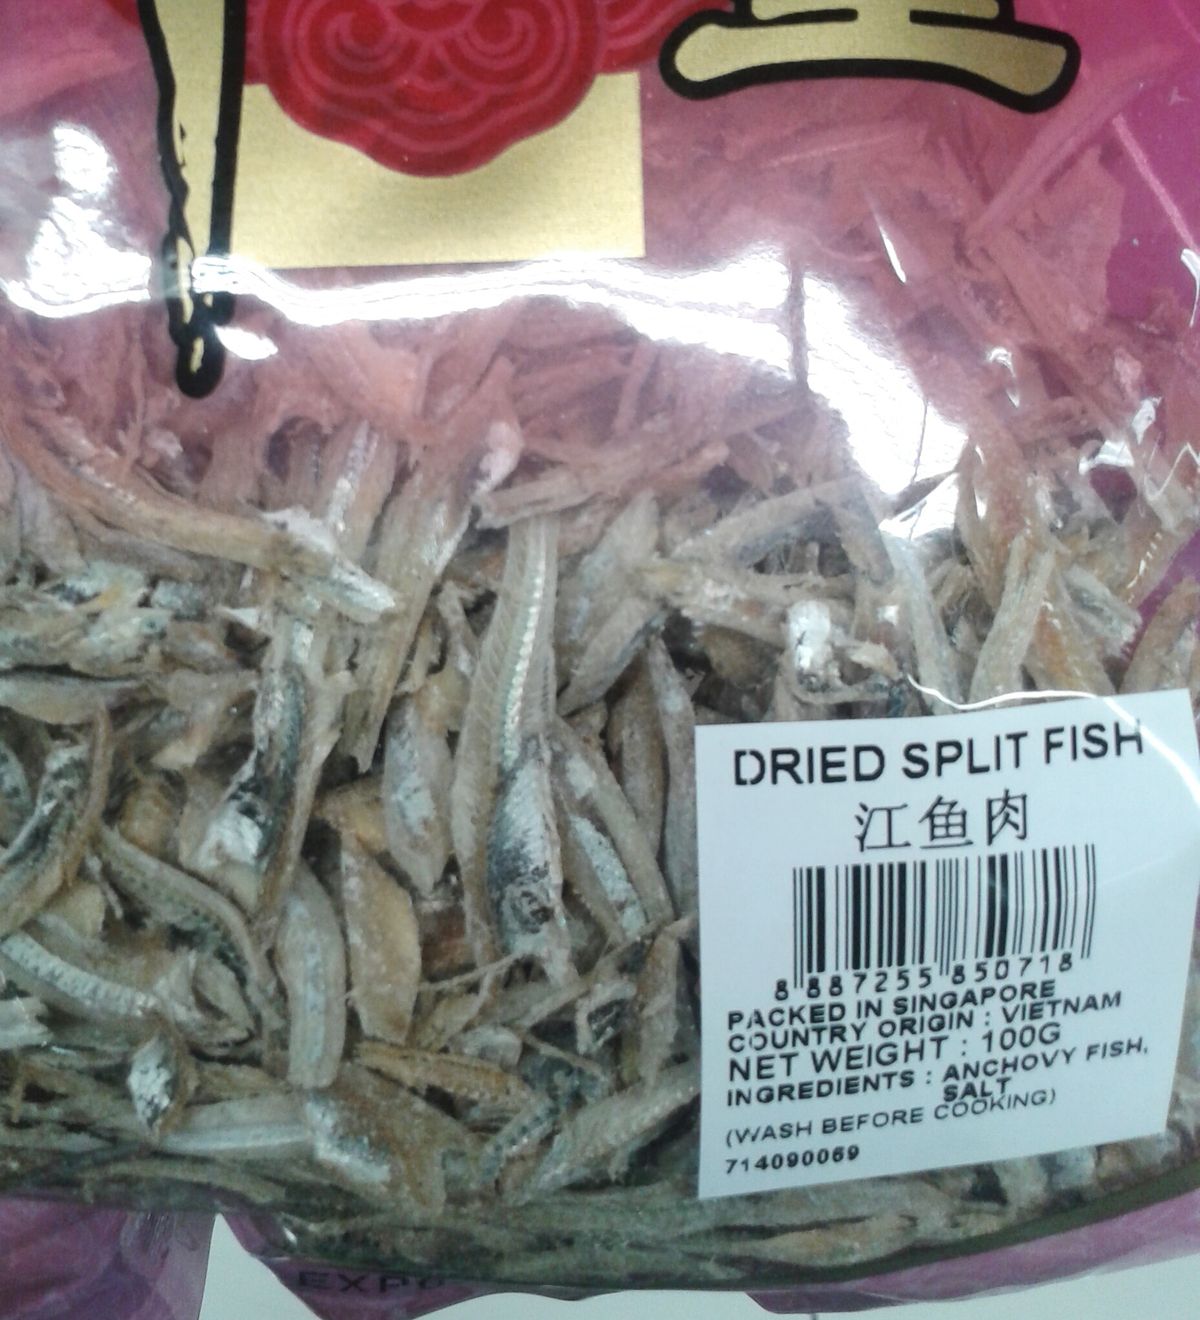 DRIED SPLIT FISH
江鱼肉
8 887255 850718
PACKED IN SINGAPORE
COUNTRY ORIGIN : VIETNAM
NET WEIGHT : 100G
INGREDIENTS : ANCHOVY FISH,
SALT
(WASH BEFORE COOKING)
714090069